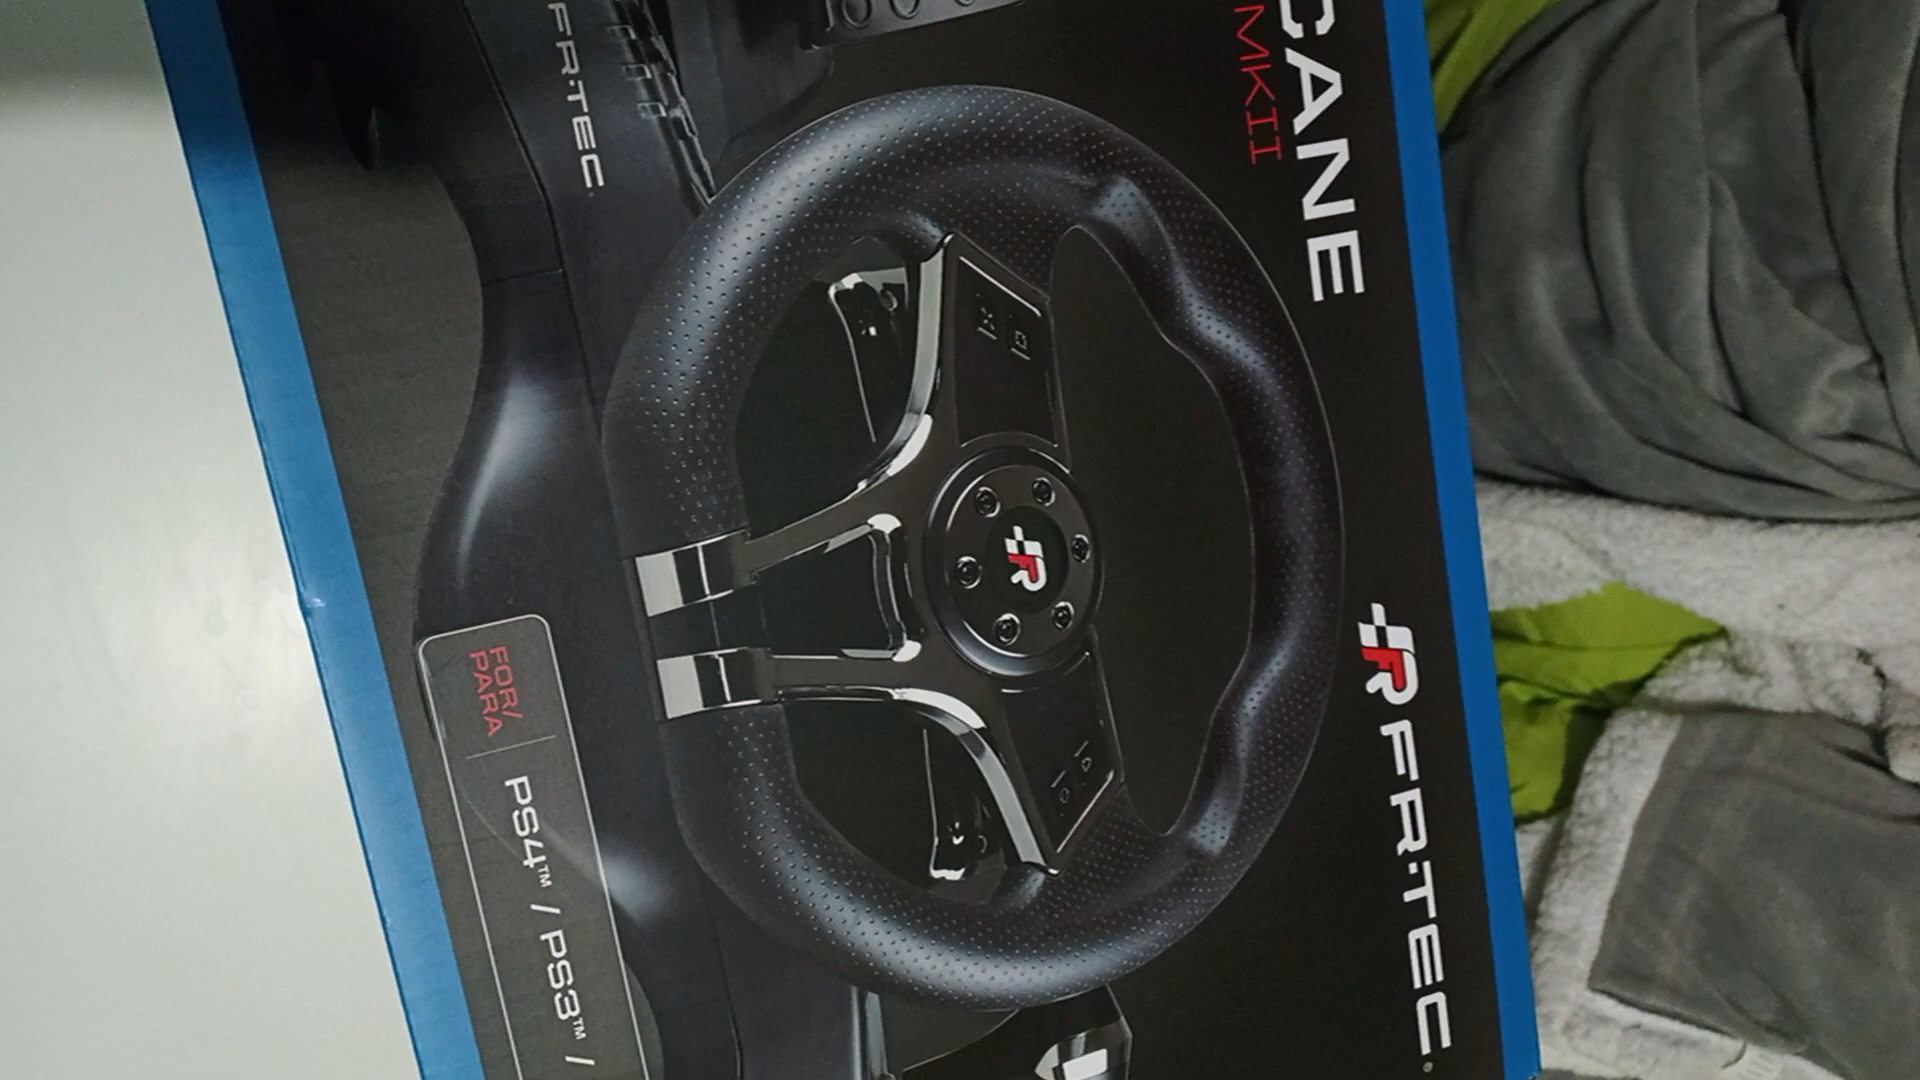 CANE
MKII
FR·TEC
FR·TEC
FOR/
PARA
PS4™ / PS3™ /